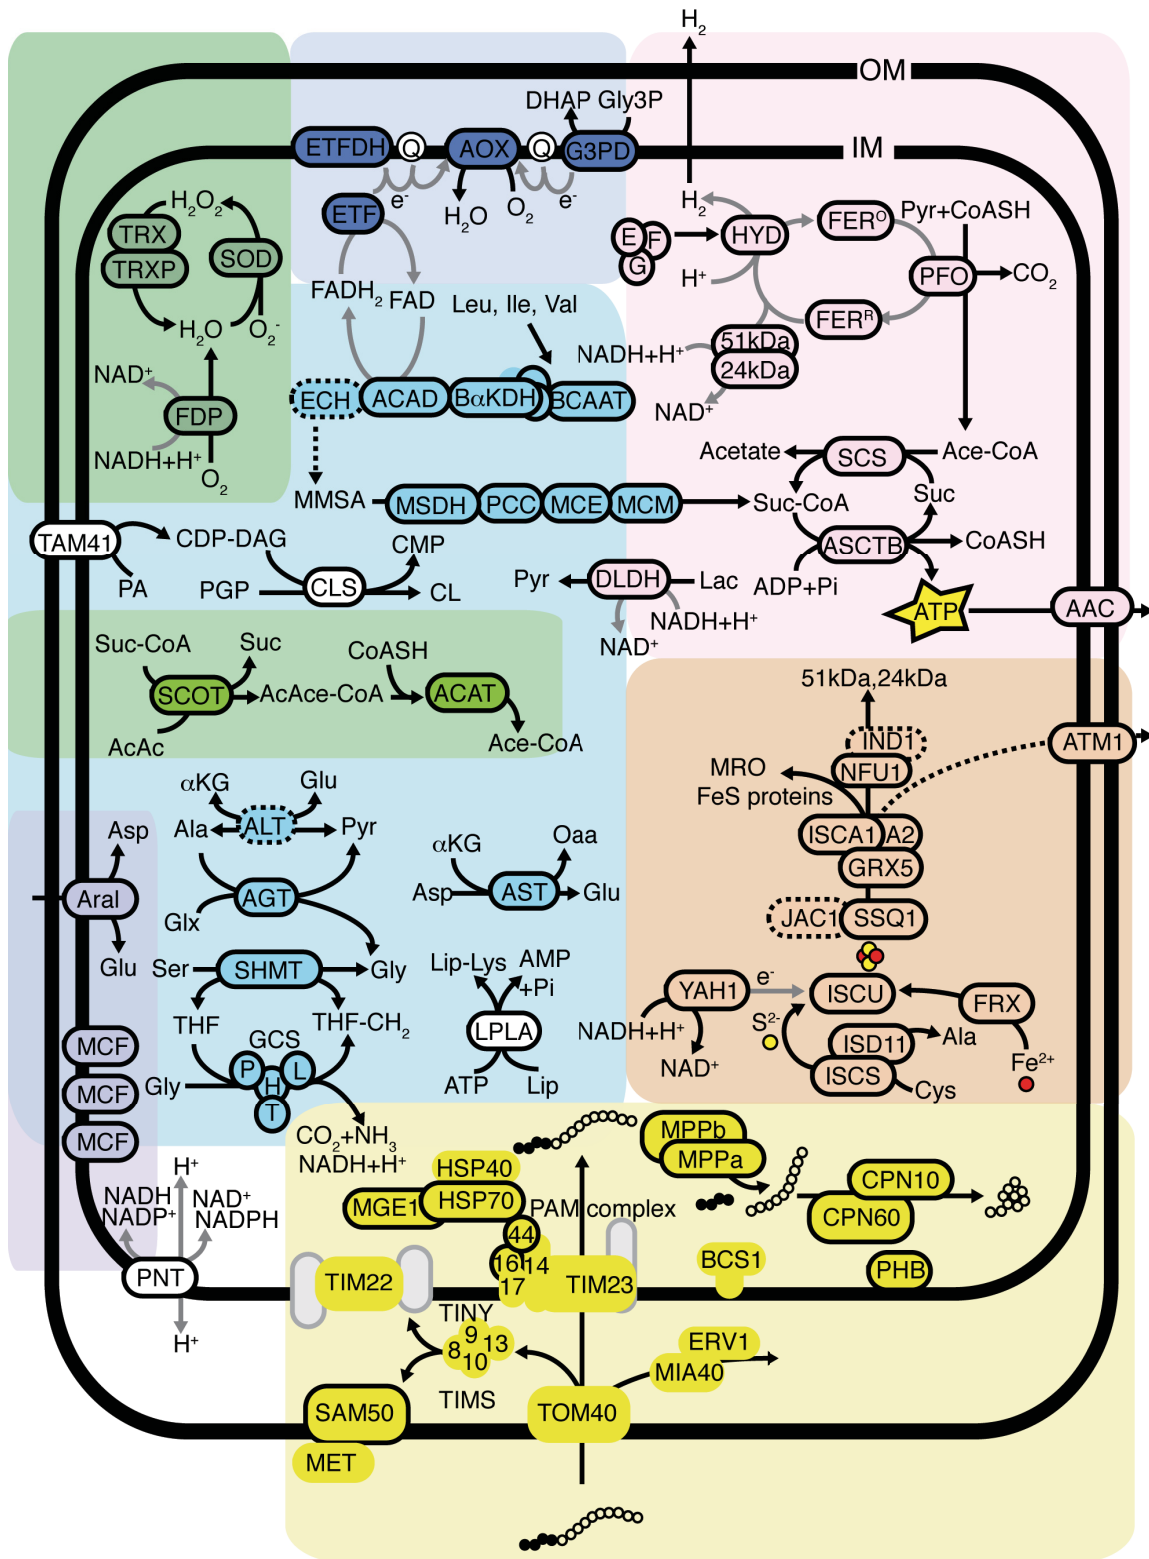 H2
OM
DHAP Gly3P
ETFDH
Q
AOX
Q
G3PD
IM
e-
H2O
O2
e-
ETF
FADH2
FAD
H2O2
TRX
TRXP
SOD
H2O
O2-
NAD+
FDP
NADH+H+
O2
H2
E
F
G
HYD
FERO
Pyr+CoASH
H+
PFO
CO2
FERR
NADH+H+
51kDa
24kDa
NAD+
Leu, Ile, Val
ECH
ACAD
BαKDH
BCAAT
Acetate
SCS
Ace-CoA
MMSA
MSDH
PCC
MCE
MCM
Suc-CoA
Suc
ASCTB
CoASH
ADP+Pi
ATP
AAC
TAM41
CDP-DAG
PA
PGP
CLS
CMP
CL
Pyr
DLDH
Lac
NADH+H+
NAD+
Suc-CoA
Suc
CoASH
SCOT
AcAce-CoA
ACAT
AcAc
Ace-CoA
51kDa,24kDa
IND1
ATM1
NFU1
MRO
FeS proteins
ISCA1
A2
GRX5
JAC1
SSQ1
YAH1
e-
ISCU
FRX
NADH+H+
S2-
NAD+
ISD11
Ala
ISCS
Cys
Fe2+
αKG
Glu
Ala
ALT
Pyr
Asp
Aral
Glu
AGT
Glx
αKG
Oaa
Asp
AST
Glu
Ser
SHMT
Gly
THF
THF-CH2
GCS
Gly
P
H
L
T
CO2+NH3
NADH+H+
Lip-Lys
AMP
+Pi
LPLA
ATP
Lip
MCF
MCF
MCF
H+
NADH
NADP+
NAD+
NADPH
PNT
H+
HSP40
MGE1
HSP70
PAM complex
44
16
14
17
TIM23
TIM22
MPPb
MPPa
CPN10
CPN60
BCS1
PHB
TINY
9
8
13
10
TIMS
ERV1
MIA40
SAM50
TOM40
MET